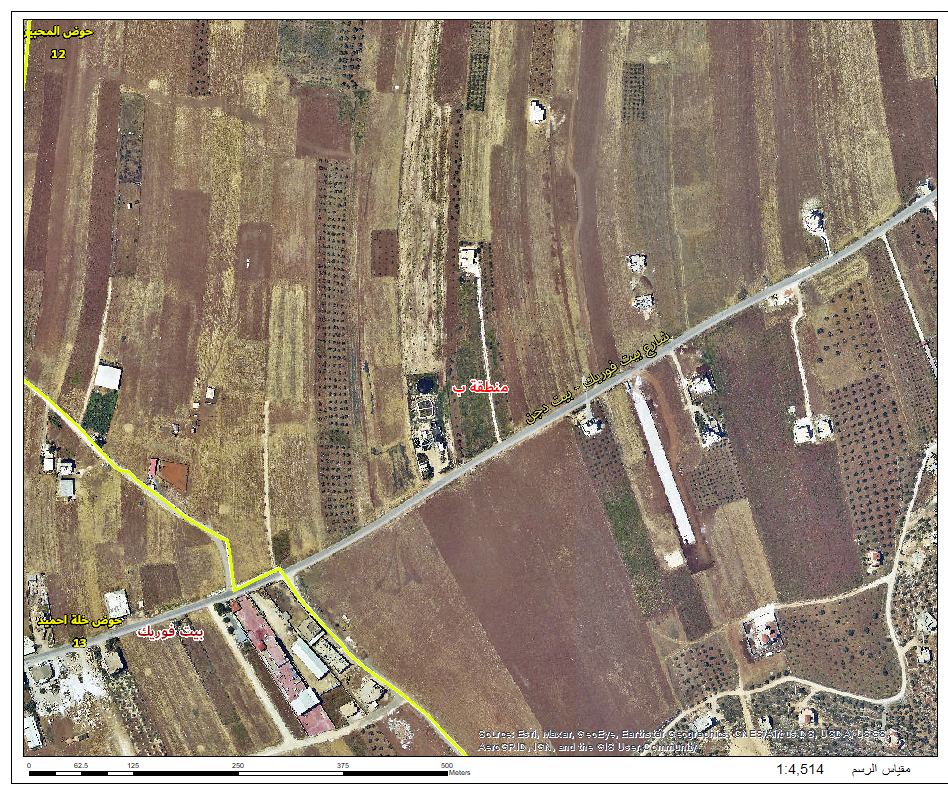 حوض المخبي
12
شارع بيت فوريك - بيت دجن
منطقة ب
حوض خلة احميد
13
بيت فوريك
Source: Esri, Maxar, GeoEye, Earthstar Geographics, CNES/Airbus DS, USDA, USGS,
AeroGRID, IGN, and the GIS User Community
0 62.5 125 250 375 500
Meters
1:4,514 مقياس الرسم